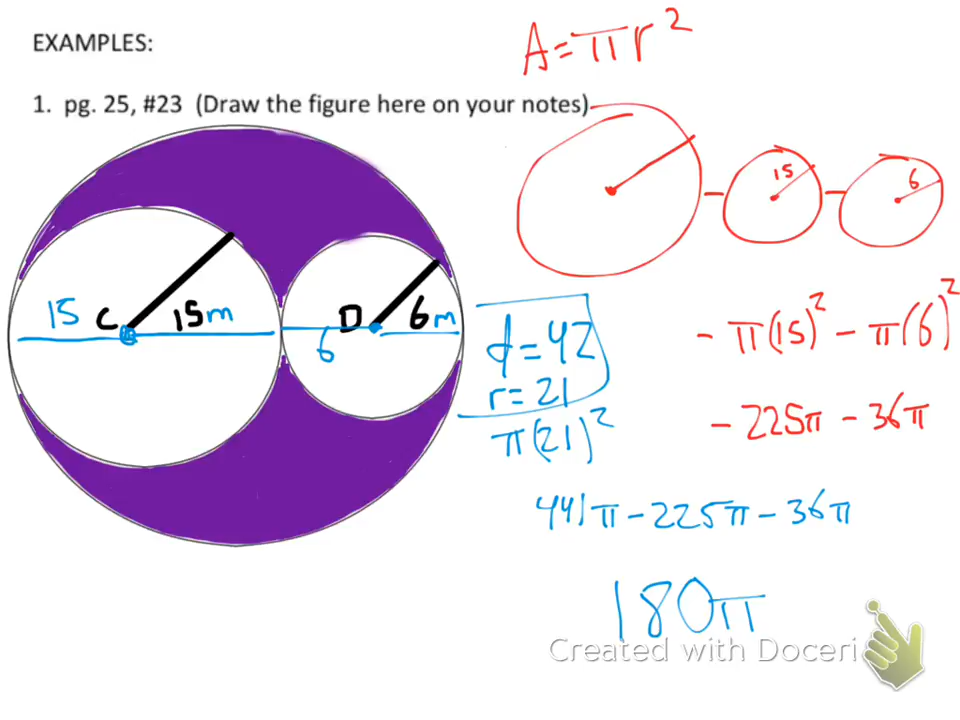 EXAMPLES:
A = πr²
1. pg. 25, #23 (Draw the figure here on your notes)
15 6
15 C 15m D 6m
6
d = 42
r = 21
π(21)²
- π(15)² - π(6)²
- 225π - 36π
441π - 225π - 36π
180π
Created with Doceri